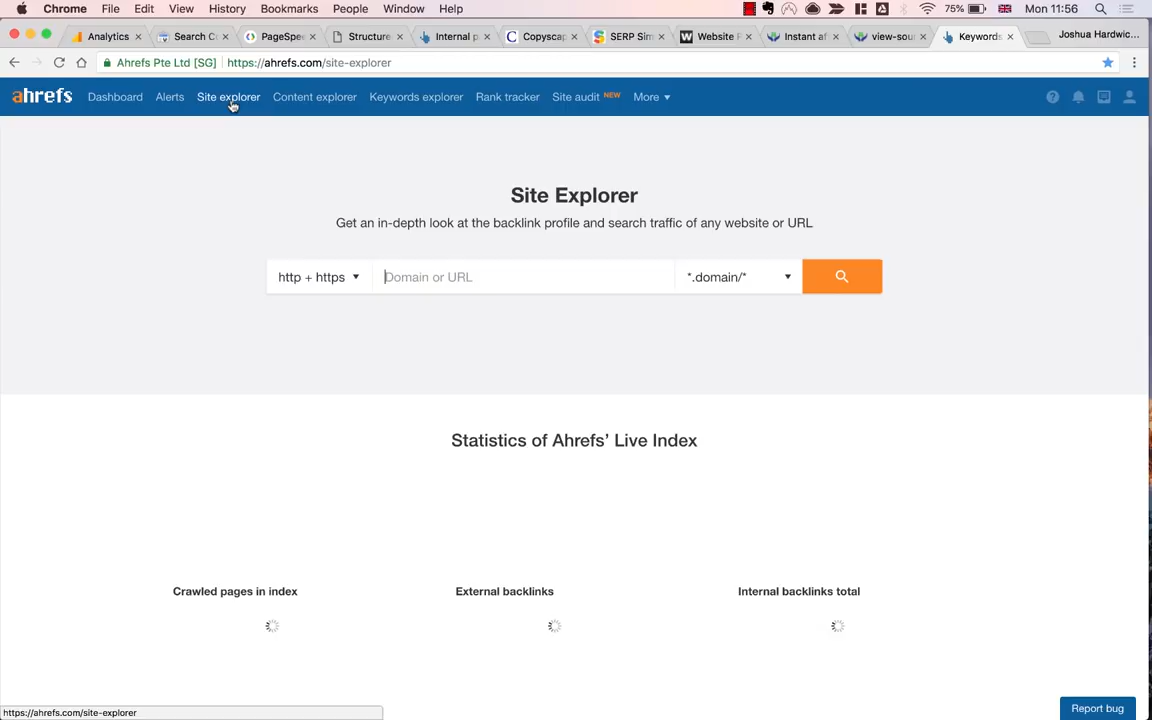 Chrome File Edit View History Bookmarks People Window Help 75% Mon 11:56
Analytics Search Co PageSpee Structure Internal p Copyscap SERP Sim Website P Instant af view-sour Keywords Joshua Hardwic...
Ahrefs Pte Ltd [SG] https://ahrefs.com/site-explorer
ahrefs Dashboard Alerts Site explorer Content explorer Keywords explorer Rank tracker Site audit NEW More
Site Explorer
Get an in-depth look at the backlink profile and search traffic of any website or URL
http + https Domain or URL *.domain/*
Statistics of Ahrefs’ Live Index
Crawled pages in index External backlinks Internal backlinks total
https://ahrefs.com/site-explorer
Report bug